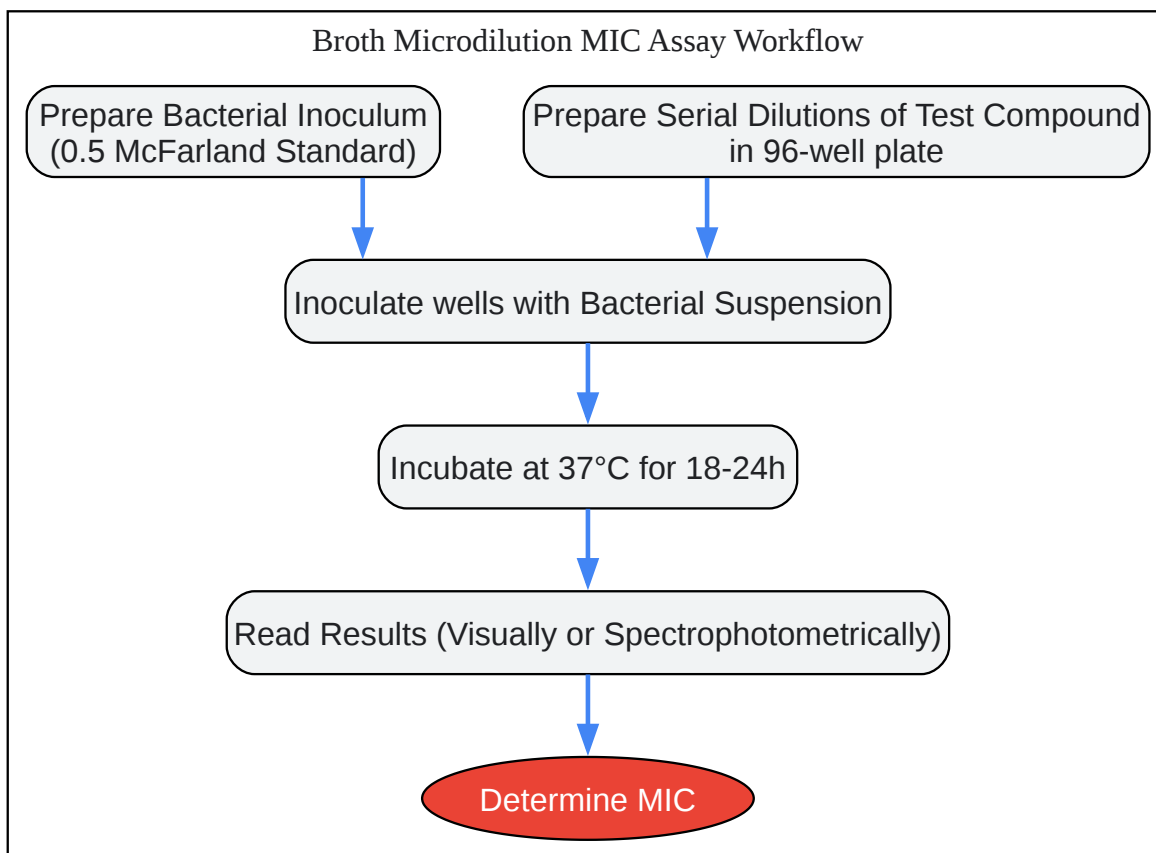 Broth Microdilution MIC Assay Workflow
Prepare Bacterial Inoculum
(0.5 McFarland Standard)
Prepare Serial Dilutions of Test Compound
in 96-well plate
Inoculate wells with Bacterial Suspension
Incubate at 37°C for 18-24h
Read Results (Visually or Spectrophotometrically)
Determine MIC